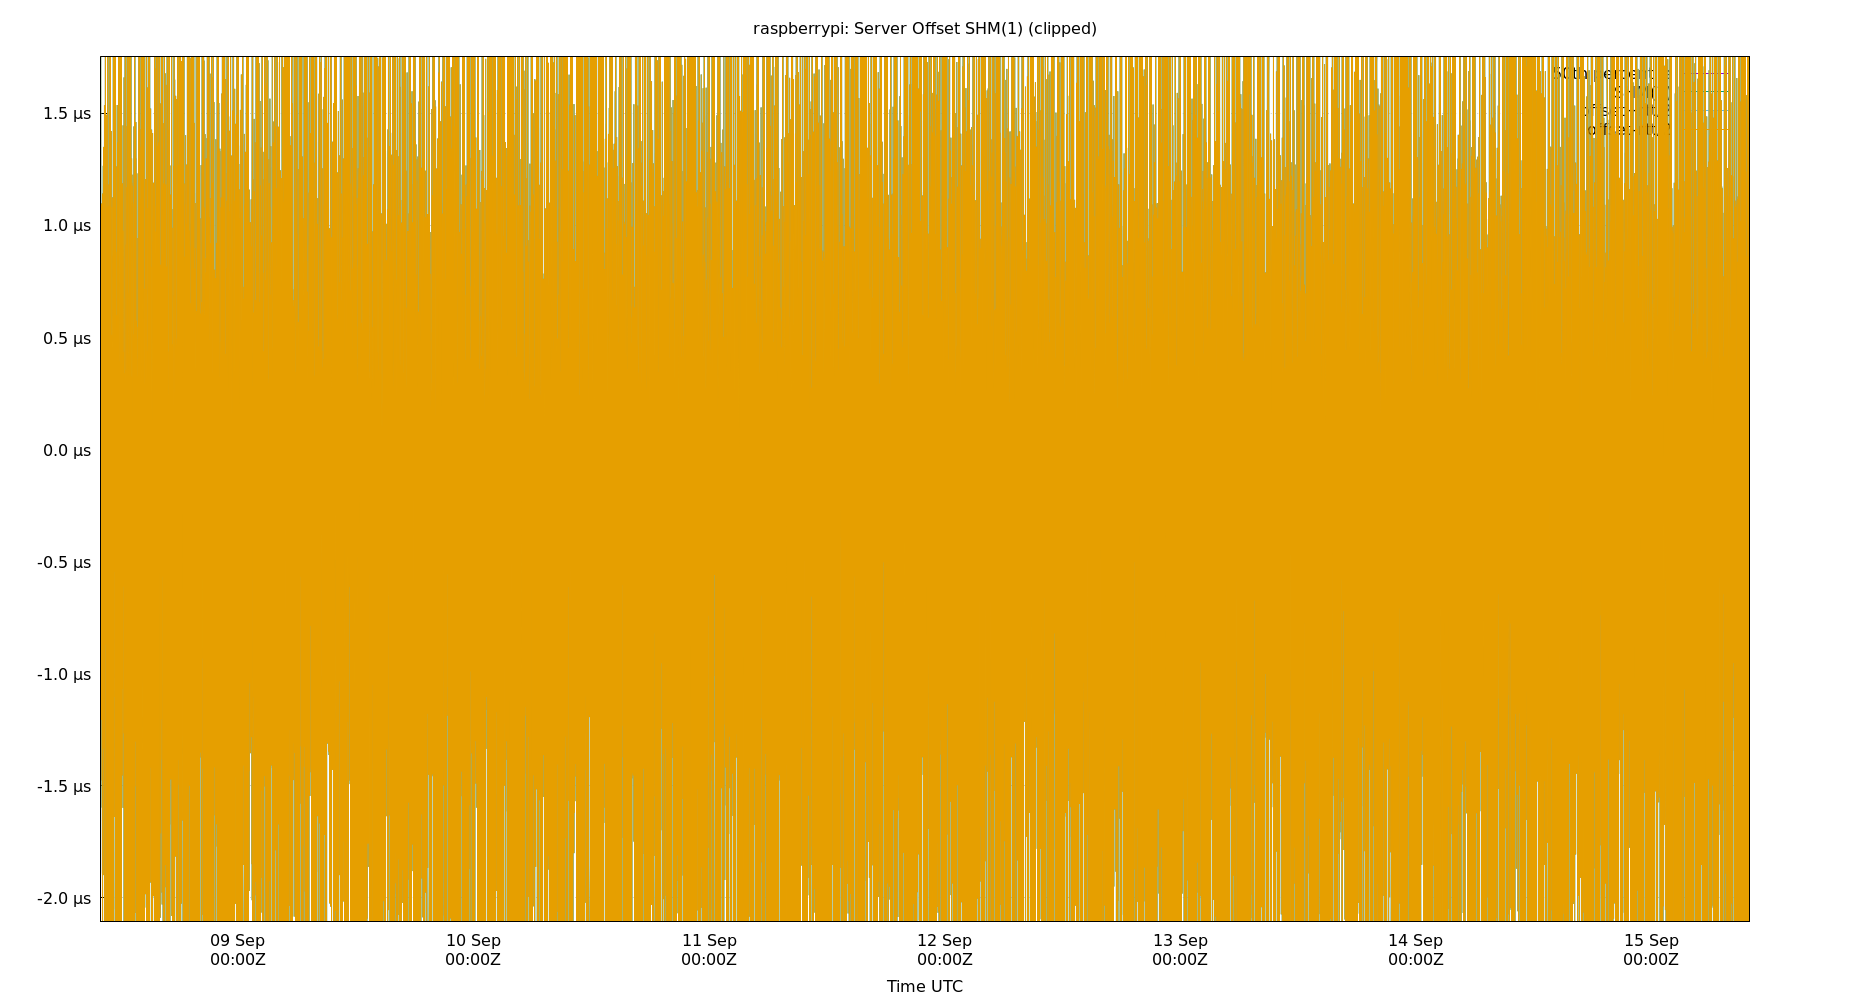 raspberrypi: Server Offset SHM(1) (clipped)
1.5 µs
1.0 µs
0.5 µs
0.0 µs
-0.5 µs
-1.0 µs
-1.5 µs
-2.0 µs
09 Sep 10 Sep 11 Sep 12 Sep 13 Sep 14 Sep 15 Sep
00:00Z 00:00Z 00:00Z 00:00Z 00:00Z 00:00Z 00:00Z
Time UTC